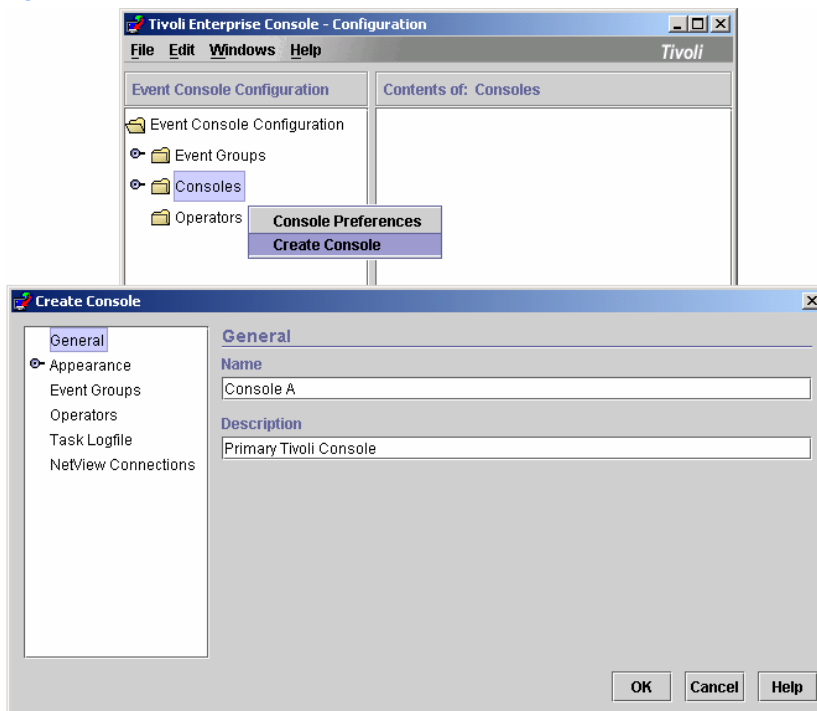 Tivoli Enterprise Console - Configuration
File Edit Windows Help
Tivoli
Event Console Configuration
Contents of: Consoles
Event Console Configuration
Event Groups
Consoles
Operators
Console Preferences
Create Console
Create Console
General
Appearance
Event Groups
Operators
Task Logfile
NetView Connections
General
Name
Console A
Description
Primary Tivoli Console
OK Cancel Help